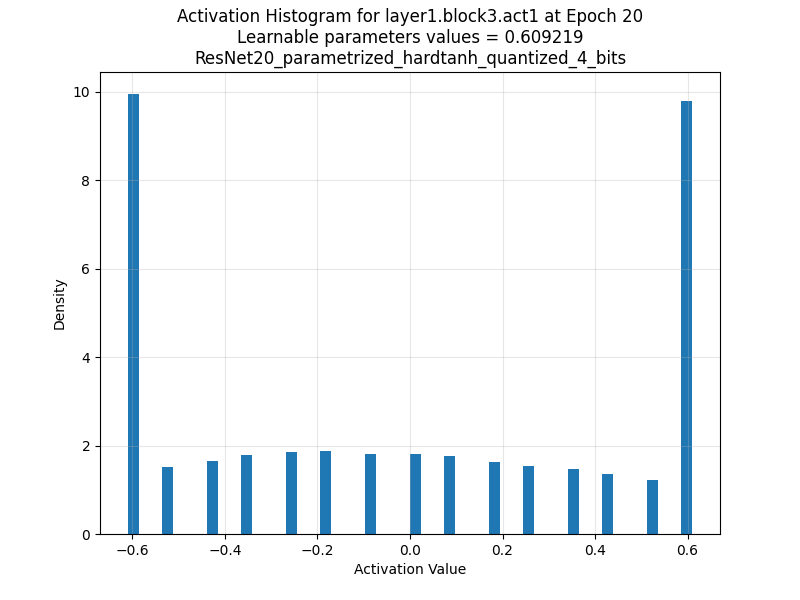 Activation Histogram for layer1.block3.act1 at Epoch 20
Learnable parameters values = 0.609219
ResNet20_parametrized_hardtanh_quantized_4_bits
10
8
6
4
2
0
Density
−0.6 −0.4 −0.2 0.0 0.2 0.4 0.6
Activation Value